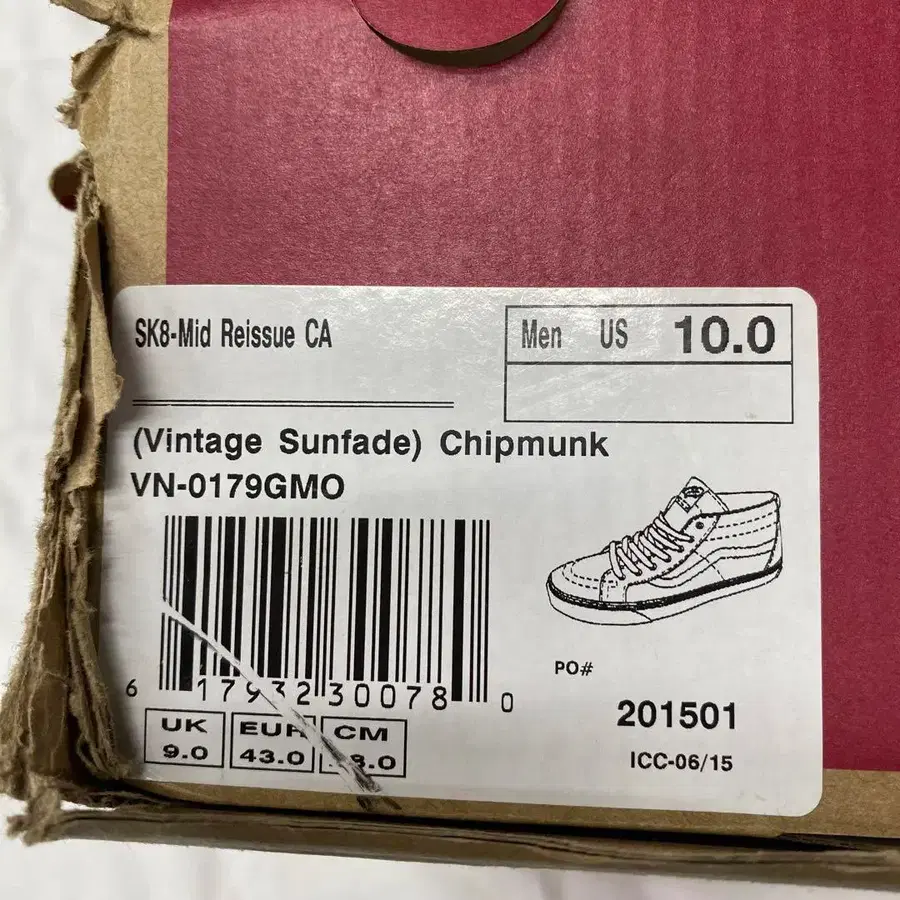 SK8-Mid Reissue CA
Men US 10.0
(Vintage Sunfade) Chipmunk
VN-0179GMO
6 17932 30078 0
PO#
201501
UK EUR CM
9.0 43.0
ICC-06/15